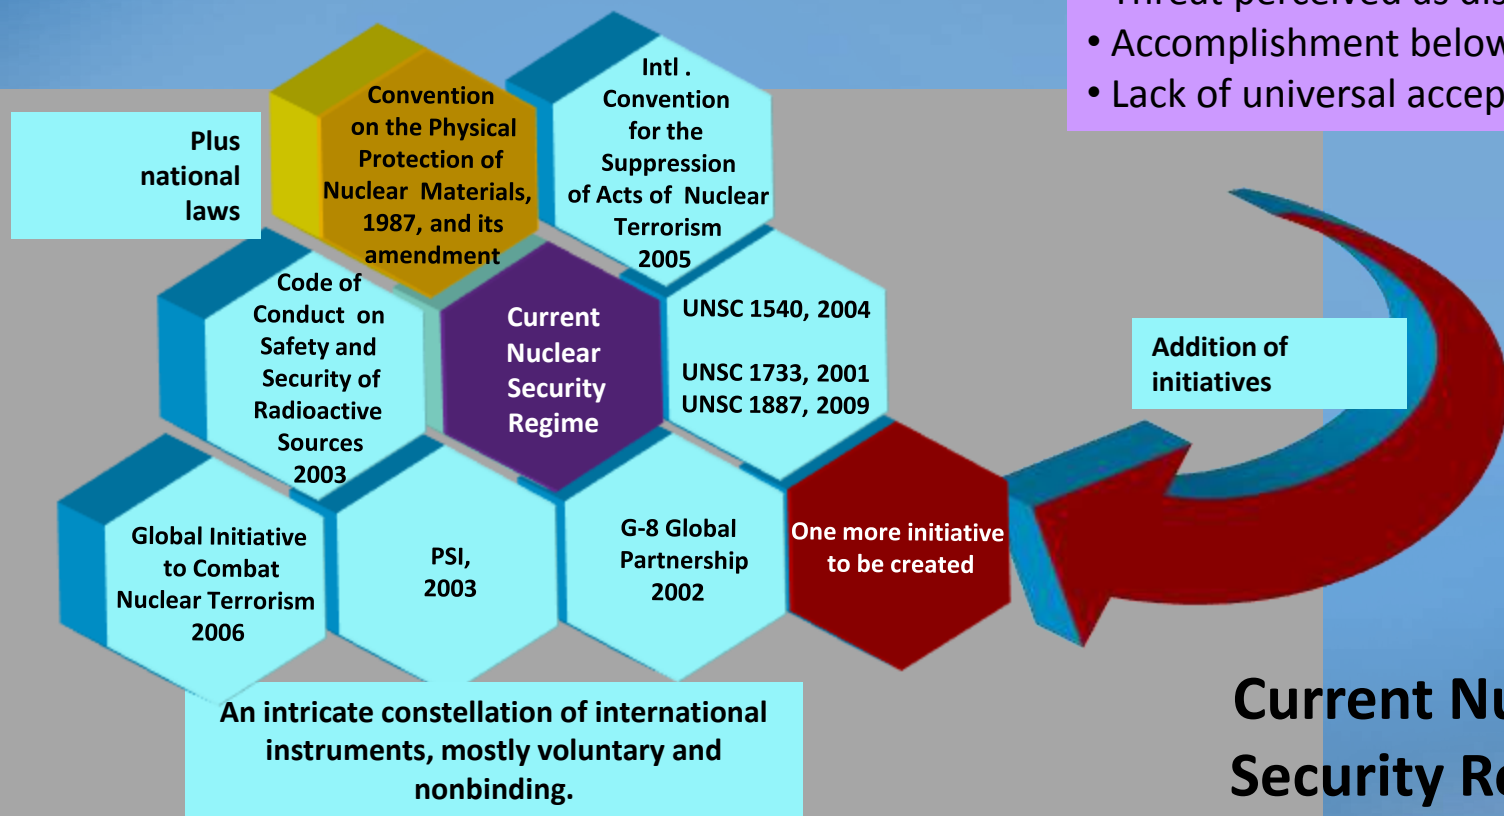 Threat perceived as dis
• Accomplishment below
• Lack of universal accep
Plus
national
laws
Convention
on the Physical
Protection of
Nuclear Materials,
1987, and its
amendment
Intl .
Convention
for the
Suppression
of Acts of Nuclear
Terrorism
2005
Code of
Conduct on
Safety and
Security of
Radioactive
Sources
2003
Current
Nuclear
Security
Regime
UNSC 1540, 2004
UNSC 1733, 2001
UNSC 1887, 2009
Addition of
initiatives
Global Initiative
to Combat
Nuclear Terrorism
2006
PSI,
2003
G-8 Global
Partnership
2002
One more initiative
to be created
An intricate constellation of international
instruments, mostly voluntary and
nonbinding.
Current Nu
Security Re